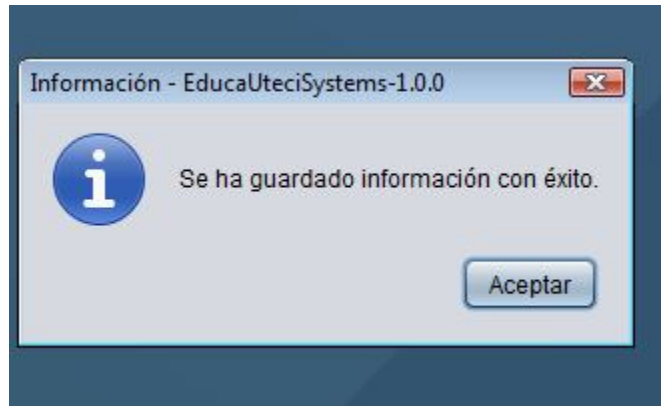 Información - EducaUteciSystems-1.0.0
Se ha guardado información con éxito.
Aceptar